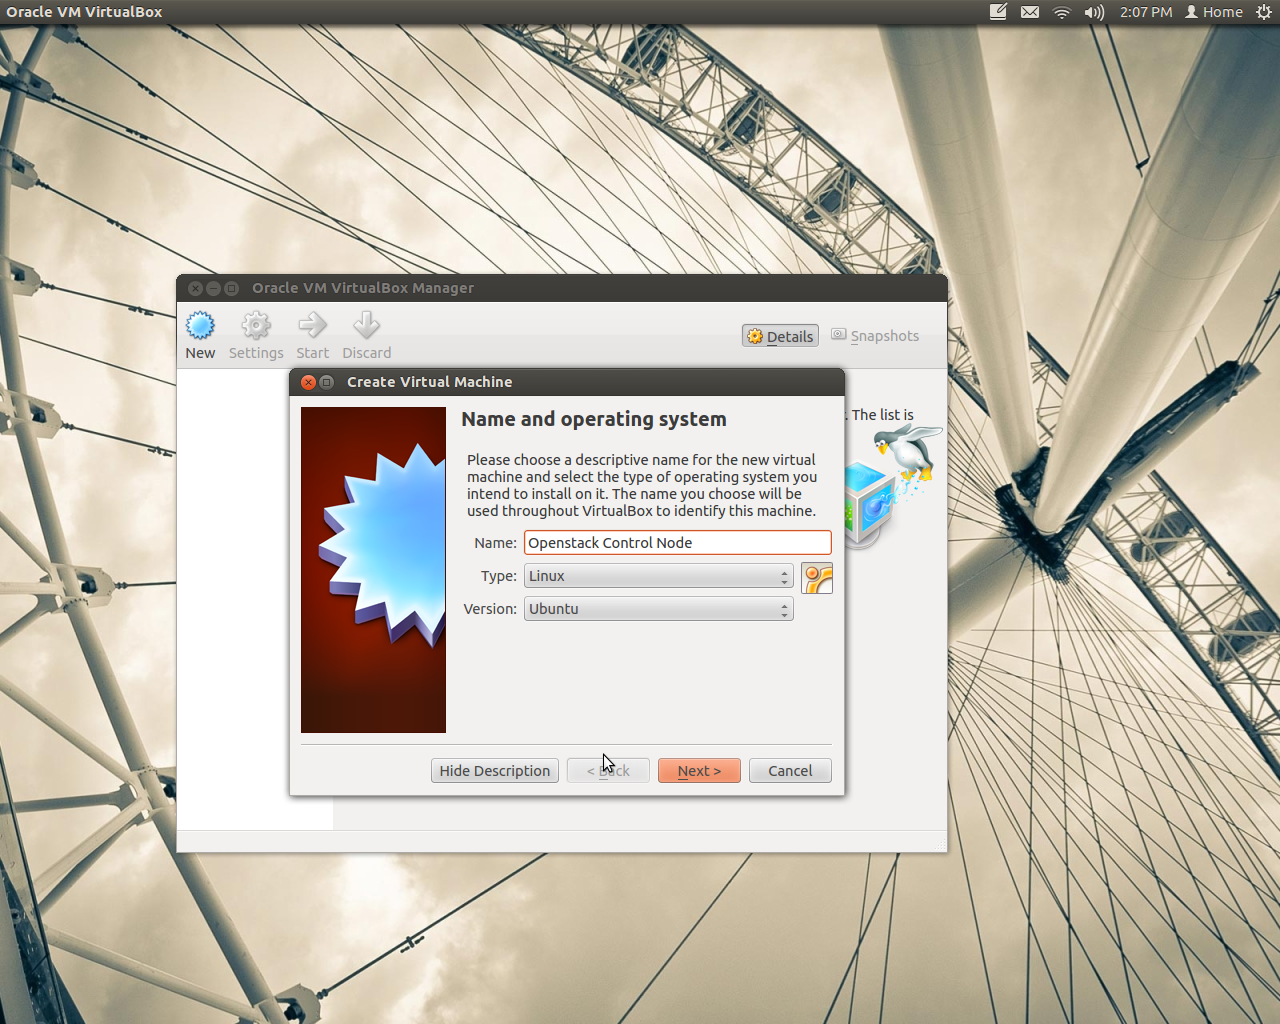 Oracle VM VirtualBox
2:07 PM
Home
Oracle VM VirtualBox Manager
New
Settings
Start
Discard
Details
Snapshots
Create Virtual Machine
. The list is
Name and operating system
Please choose a descriptive name for the new virtual
machine and select the type of operating system you
intend to install on it. The name you choose will be
used throughout VirtualBox to identify this machine.
Name: Openstack Control Node
Type: Linux
Version: Ubuntu
Hide Description
< Back
Next >
Cancel